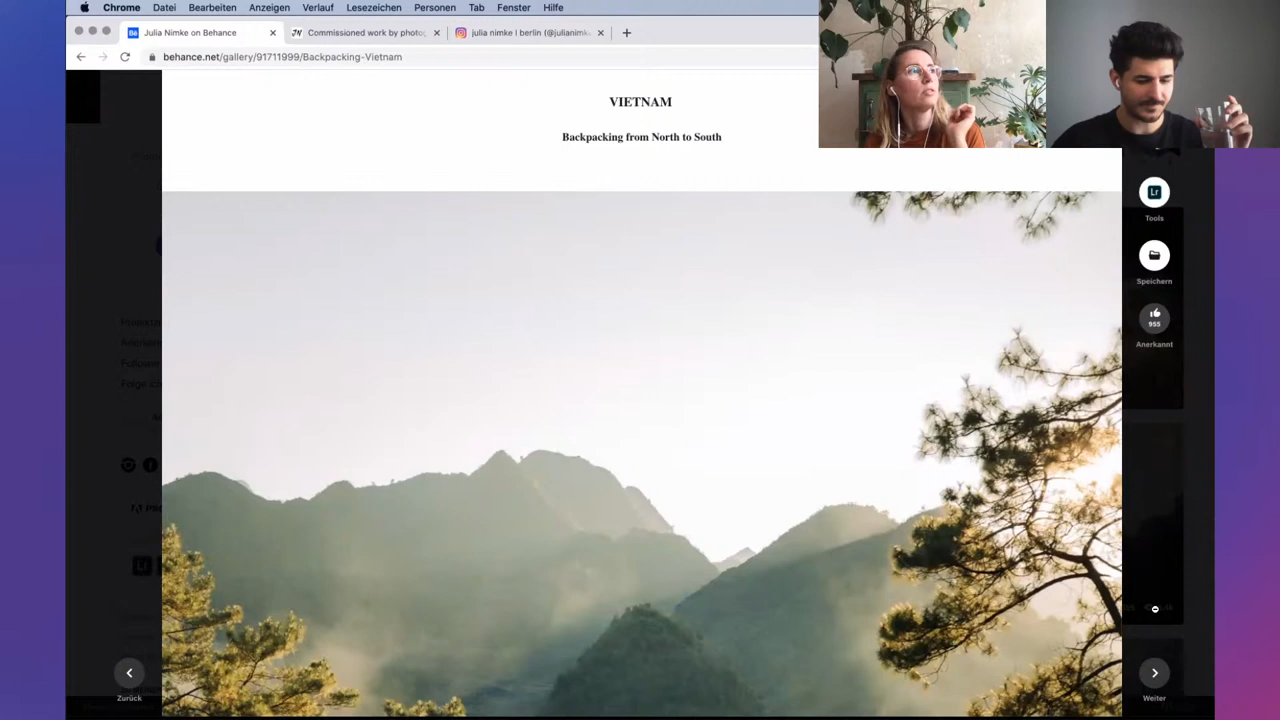 Chrome Datei Bearbeiten Anzeigen Verlauf Lesezeichen Personen Tab Fenster Hilfe
Julia Nimke on Behance
Commissioned work by photog
julia nimke | berlin (@julianimk
behance.net/gallery/91711999/Backpacking-Vietnam
VIETNAM
Backpacking from North to South
Lr
Tools
Speichern
955
Anerkannt
Zurück
Weiter